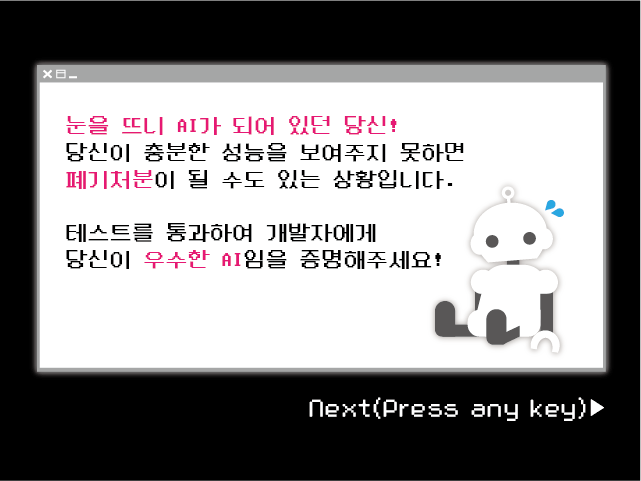 눈을 뜨니 AI가 되어 있던 당신!
당신이 충분한 성능을 보여주지 못하면
폐기처분이 될 수도 있는 상황입니다.
테스트를 통과하여 개발자에게
당신이 우수한 AI임을 증명해주세요!
Next(Press any key)▶